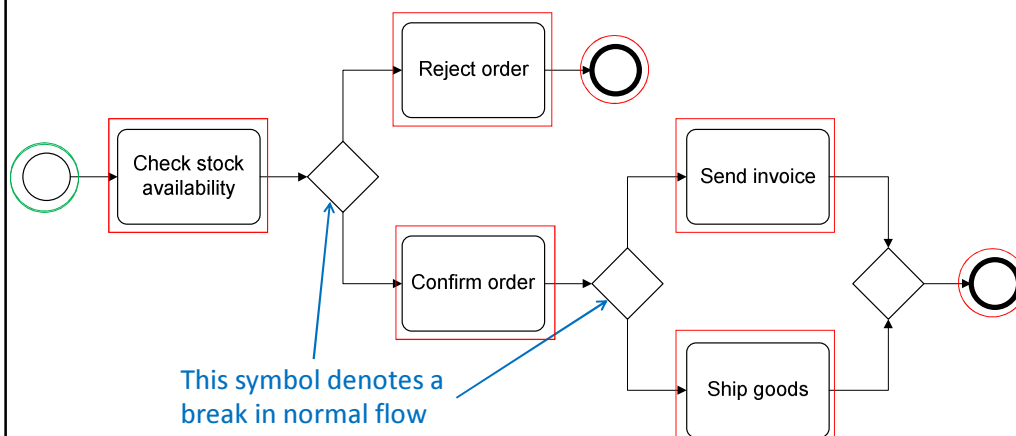 Reject order
Check stock
availability
Send invoice
Confirm order
This symbol denotes a
break in normal flow
Ship goods